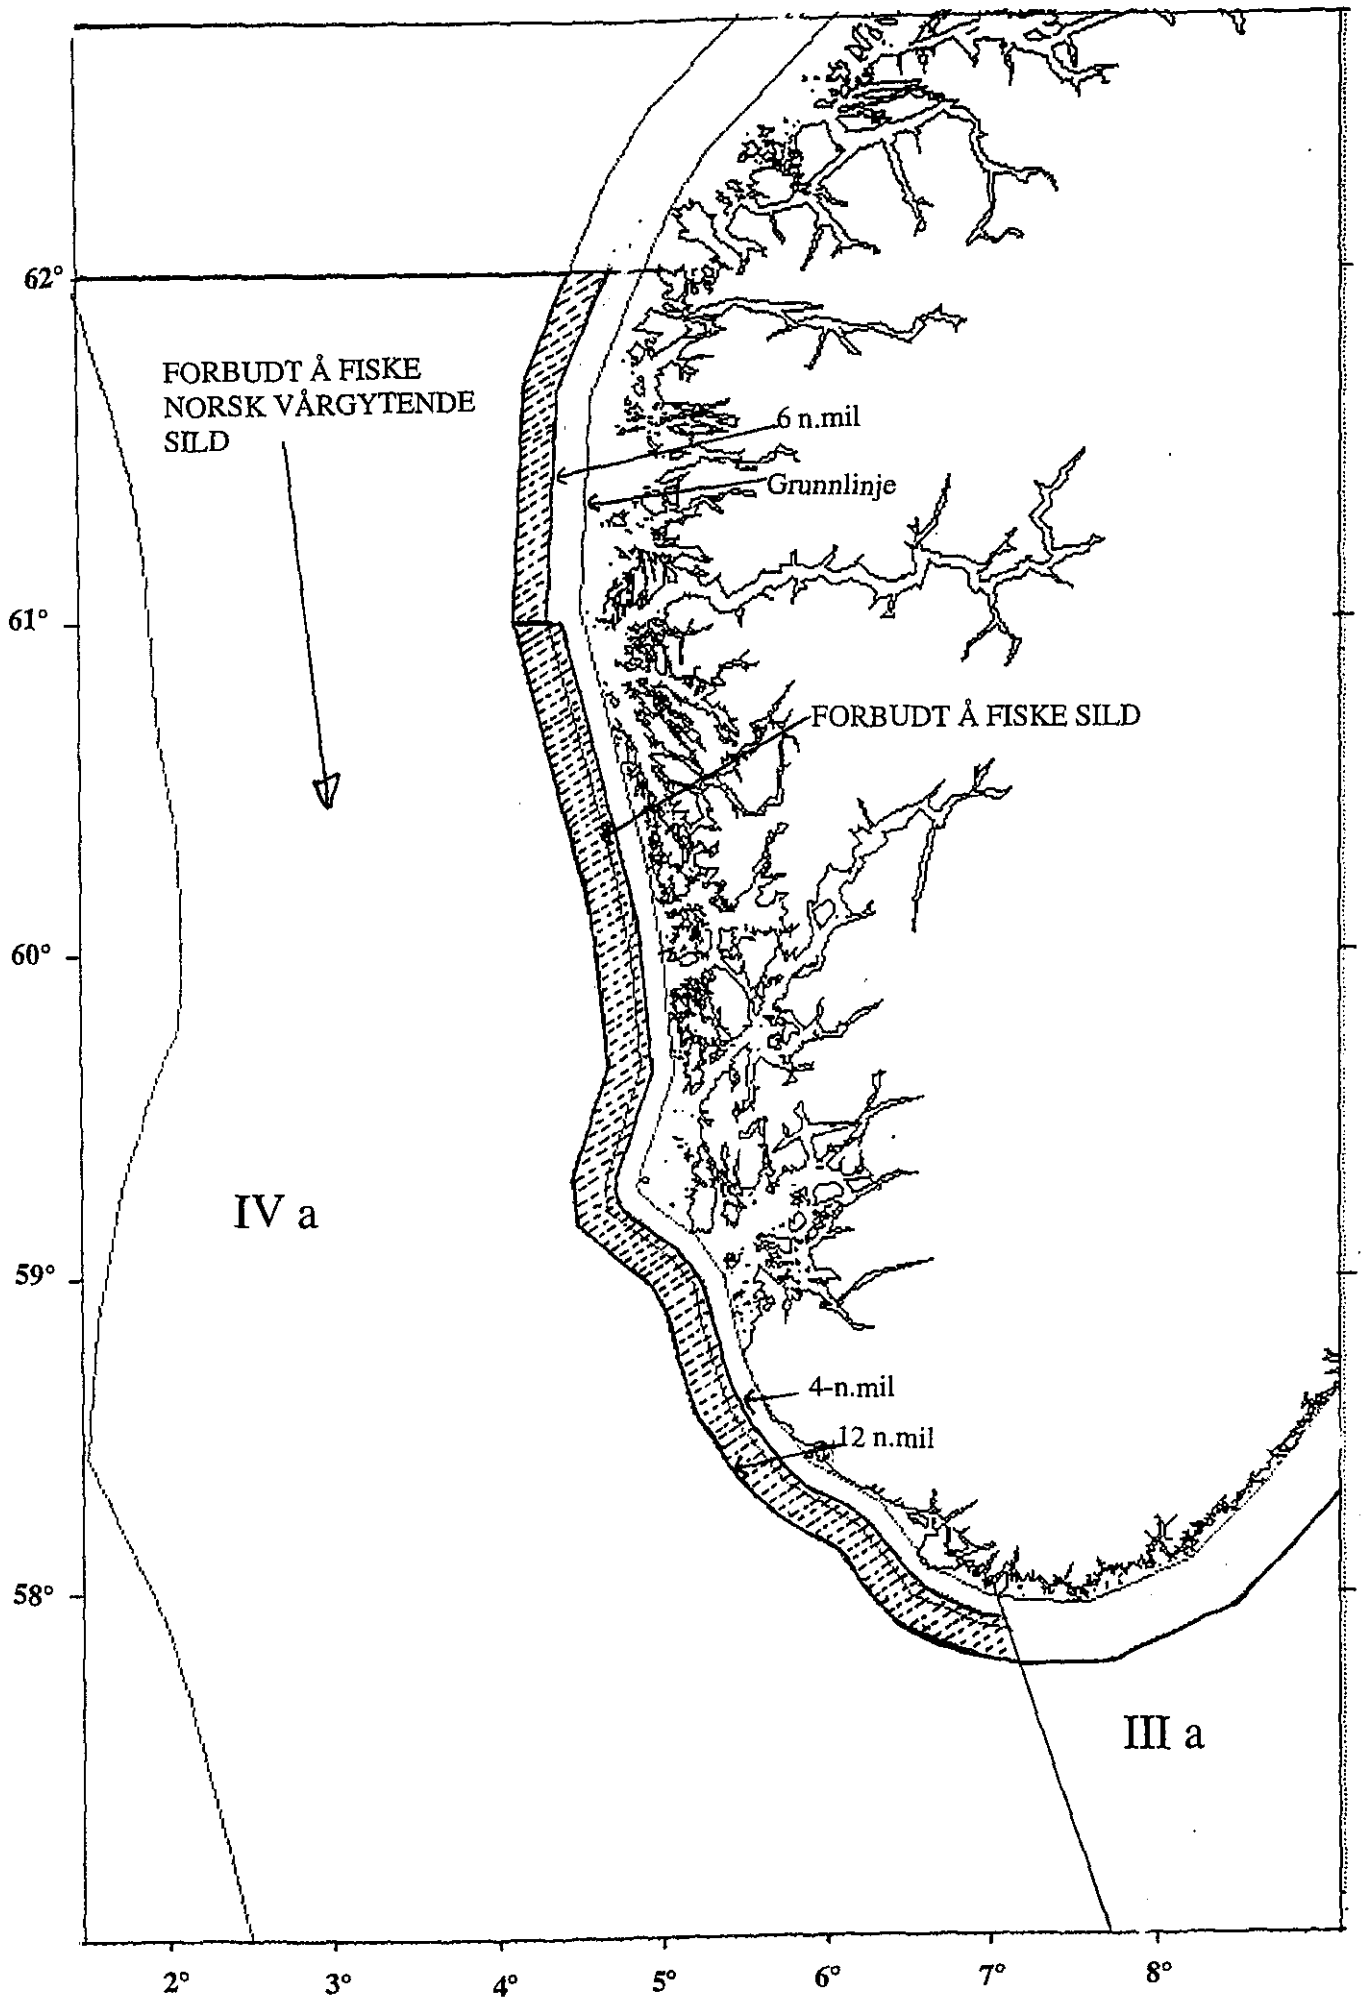 62°
FORBUDT Å FISKE
NORSK VÅRGYTENDE
SILD
6 n.mil
Grunnlinje
61°
FORBUDT Å FISKE SILD
60°
IV a
59°
4-n.mil
12 n.mil
58°
III a
2°
3°
4°
5°
6°
7°
8°